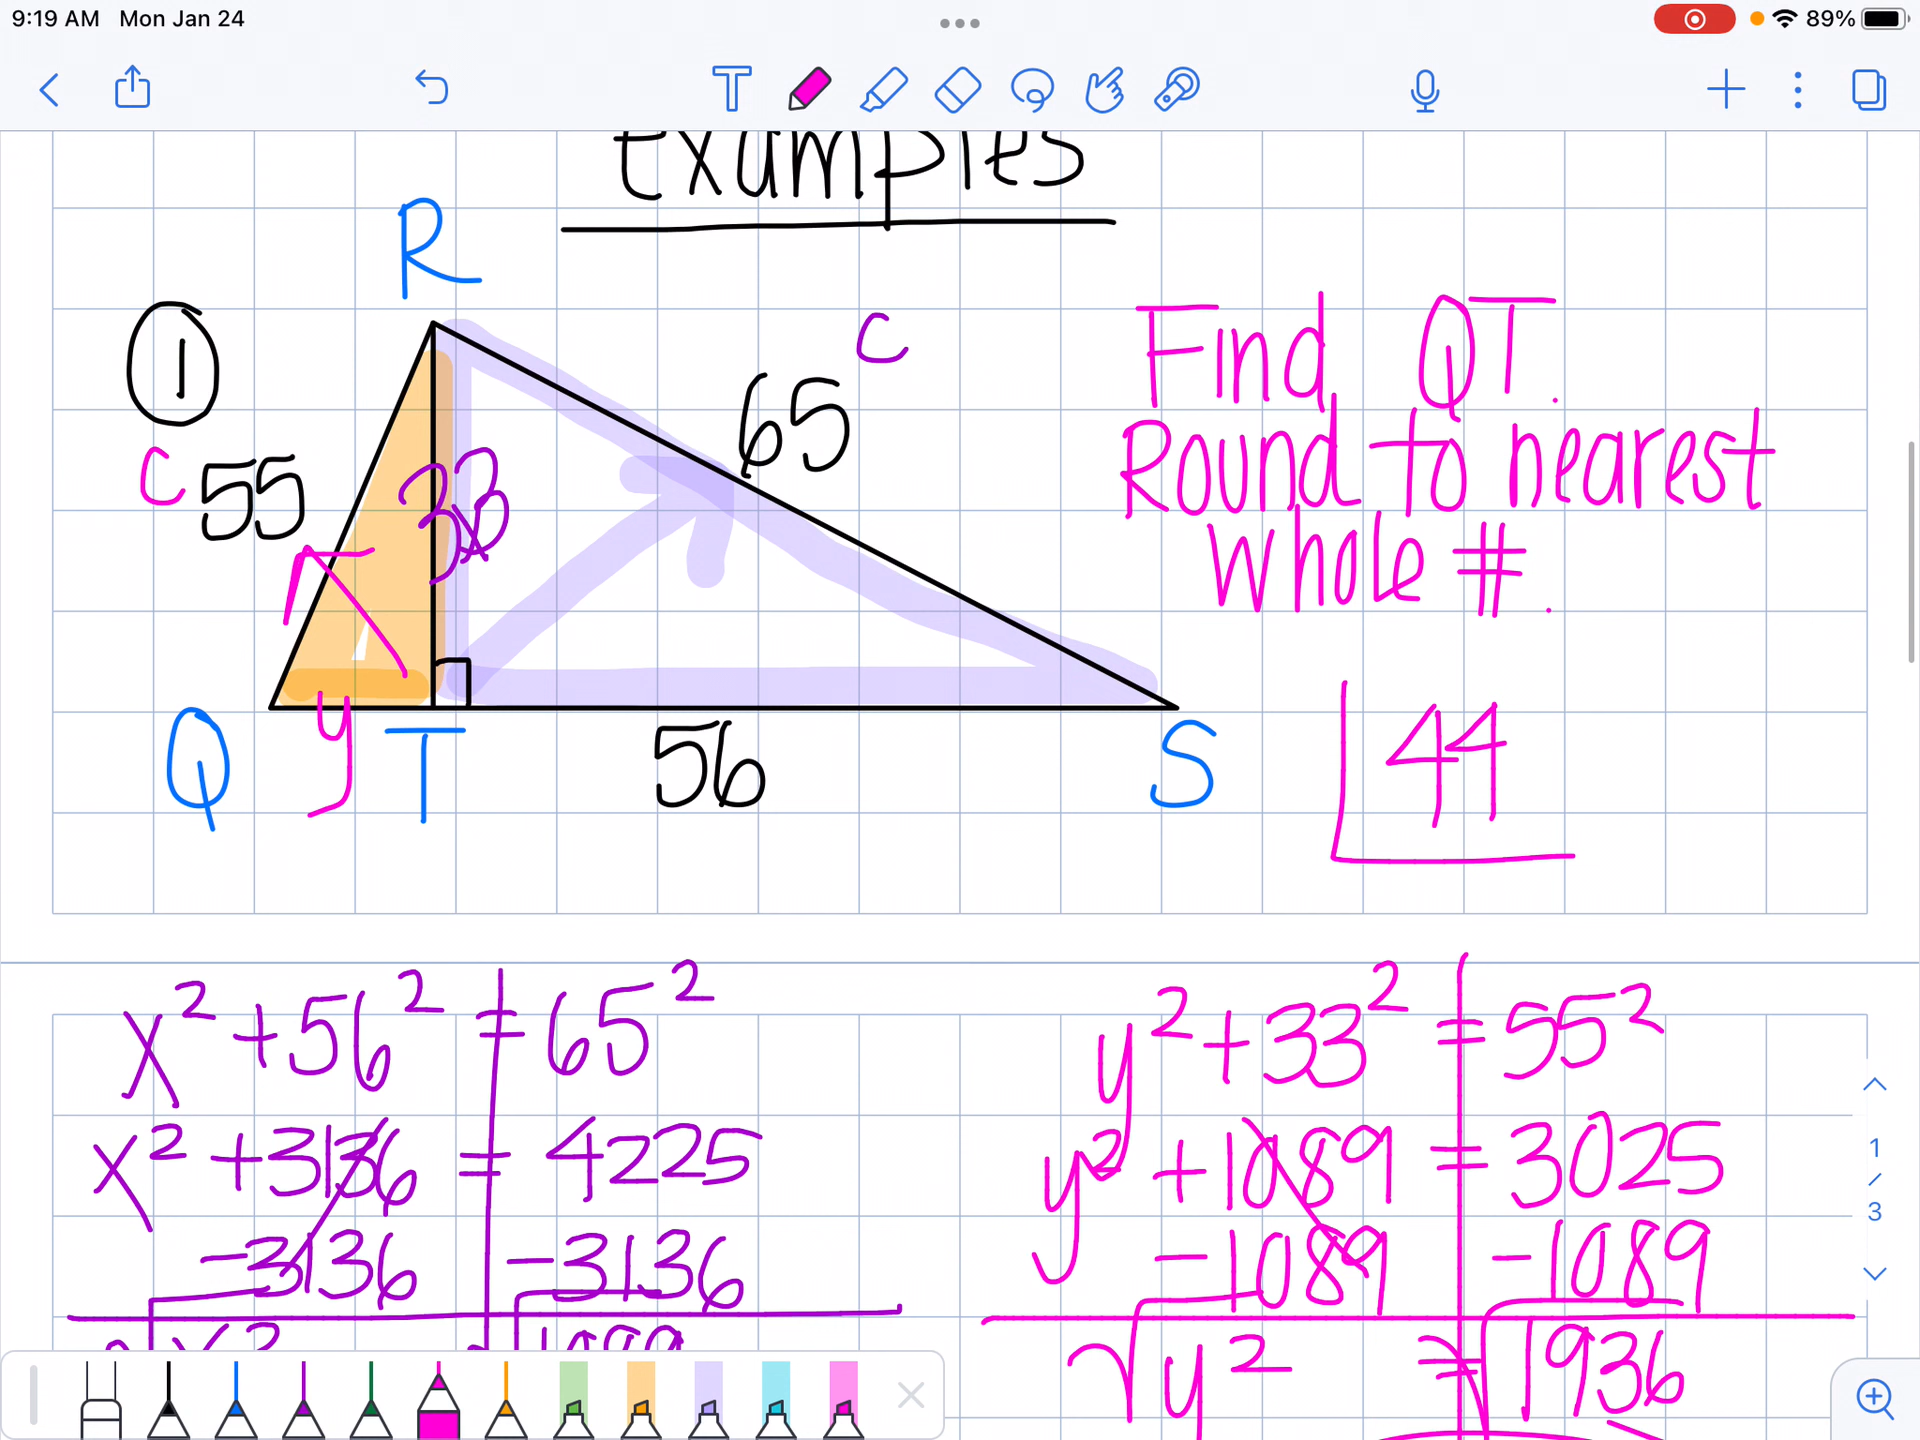 9:19 AM Mon Jan 24
89%
Examples
R
1
C
65
Find QT.
Round to nearest
whole #.
C 55
33
x
44
Q
y
T
56
S
x² + 56² = 65²
x² + 3136 = 4225
-3136 -3136
y² + 33² = 55²
y² + 1089 = 3025
-1089 -1089
√y² = √1936
1
/
3